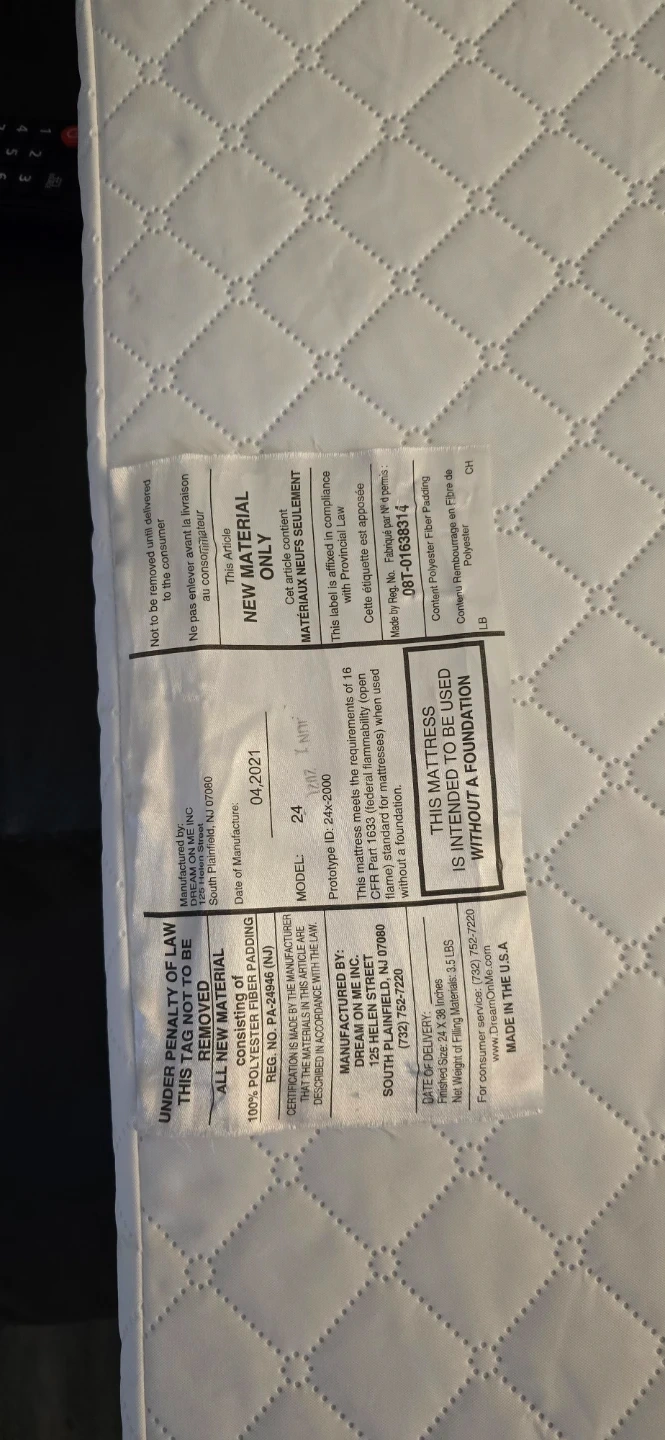 UNDER PENALTY OF LAW
THIS TAG NOT TO BE
REMOVED
ALL NEW MATERIAL
consisting of
100% POLYESTER FIBER PADDING
REG. NO. PA-24946 (NJ)
CERTIFICATION IS MADE BY THE MANUFACTURER
THAT THE MATERIALS IN THIS ARTICLE ARE
DESCRIBED IN ACCORDANCE WITH THE LAW.
MANUFACTURED BY:
DREAM ON ME INC.
125 HELEN STREET
SOUTH PLAINFIELD, NJ 07080
(732) 752-7220
DATE OF DELIVERY:
Finished Size: 24 X 38 Inches
Net Weight of Filling Materials: 3.5 LBS
For consumer service: (732) 752-7220
www.DreamOnMe.com
MADE IN THE U.S.A
Manufactured by:
DREAM ON ME INC
125 Helen Street
South Plainfield, NJ 07080
Date of Manufacture:
04,2021
MODEL: 24
Prototype ID: 24x-2000
This mattress meets the requirements of 16
CFR Part 1633 (federal flammability (open
flame) standard for mattresses) when used
without a foundation.
THIS MATTRESS
IS INTENDED TO BE USED
WITHOUT A FOUNDATION
Not to be removed until delivered
to the consumer
Ne pas enlever avant la livraison
au consommateur
This Article
NEW MATERIAL
ONLY
Cet article contient
MATÉRIAUX NEUFS SEULEMENT
This label is affixed in compliance
with Provincial Law
Cette étiquette est apposée
Made by Reg. No. Fabriqué par Nº d permis:
08T-01638314
Content Polyester Fiber Padding
Contenu Rembourrage en Fibre de
Polyester
LB CH
1 2 3
4 5